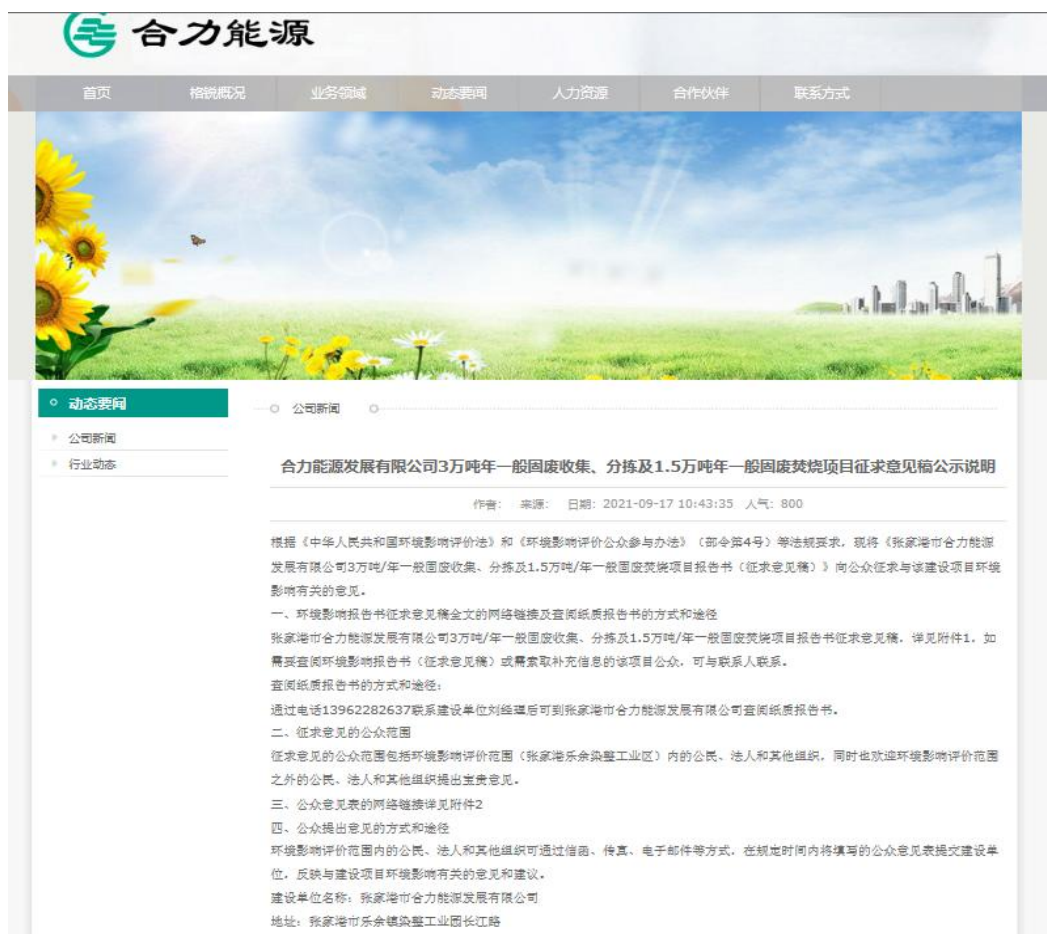 合力能源
首页 格锐概况 业务领域 动态要闻 人力资源 合作伙伴 联系方式
动态要闻
公司新闻
行业动态
公司新闻
合力能源发展有限公司3万吨年一般固废收集、分拣及1.5万吨年一般固废焚烧项目征求意见稿公示说明
作者： 来源： 日期：2021-09-17 10:43:35 人气：800
根据《中华人民共和国环境影响评价法》和《环境影响评价公众参与办法》（部令第4号）等法规要求，现将《张家港市合力能源
发展有限公司3万吨/年一般固废收集、分拣及1.5万吨/年一般固废焚烧项目报告书（征求意见稿）》向公众征求与该建设项目环境
影响有关的意见。
一、环境影响报告书征求意见稿全文的网络链接及查阅纸质报告书的方式和途径
张家港市合力能源发展有限公司3万吨/年一般固废收集、分拣及1.5万吨/年一般固废焚烧项目报告书征求意见稿，详见附件1，如
需要查阅环境影响报告书（征求意见稿）或需索取补充信息的该项目公众，可与联系人联系。
查阅纸质报告书的方式和途径：
通过电话13962282637联系建设单位刘经理后可到张家港市合力能源发展有限公司查阅纸质报告书。
二、征求意见的公众范围
征求意见的公众范围包括环境影响评价范围（张家港乐余染整工业区）内的公民、法人和其他组织，同时也欢迎环境影响评价范围
之外的公民、法人和其他组织提出宝贵意见。
三、公众意见表的网络链接详见附件2
四、公众提出意见的方式和途径
环境影响评价范围内的公民、法人和其他组织可通过信函、传真、电子邮件等方式，在规定时间内将填写的公众意见表提交建设单
位，反映与建设项目环境影响有关的意见和建议。
建设单位名称：张家港市合力能源发展有限公司
地址：张家港市乐余镇染整工业园长江路